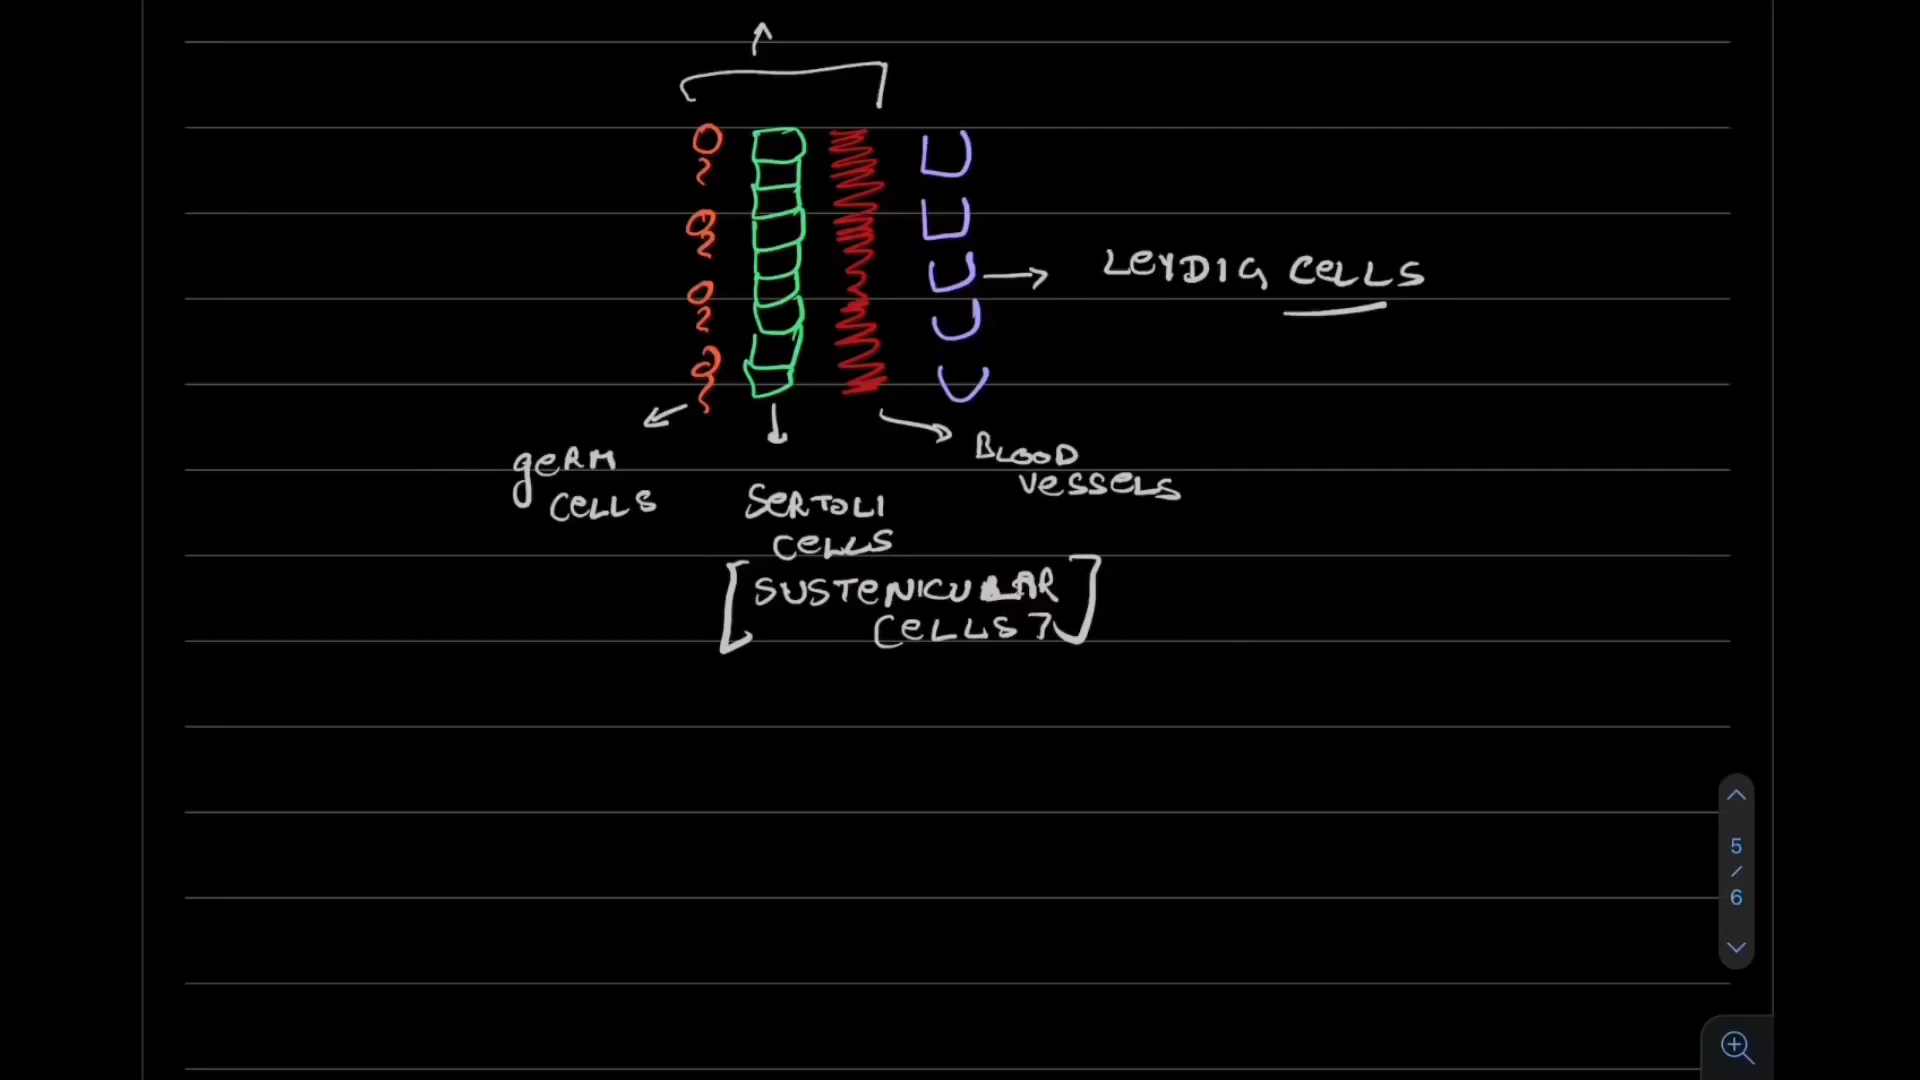 LEYDIG CELLS
BLOOD
VESSELS
GERM
CELLS
SERTOLI
CELLS
[SUSTENICULAR
CELLS]
5
/
6